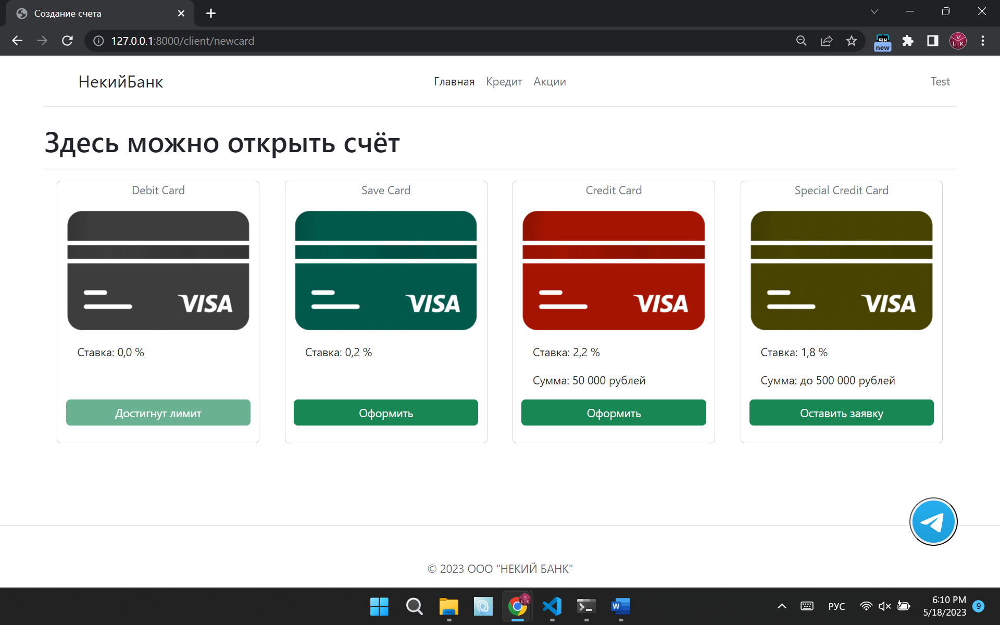 Создание счета
127.0.0.1:8000/client/newcard
new
НекийБанк
Главная Кредит Акции
Test
Здесь можно открыть счёт
Debit Card
VISA
Ставка: 0,0 %
Достигнут лимит
Save Card
VISA
Ставка: 0,2 %
Оформить
Credit Card
VISA
Ставка: 2,2 %
Сумма: 50 000 рублей
Оформить
Special Credit Card
VISA
Ставка: 1,8 %
Сумма: до 500 000 рублей
Оставить заявку
© 2023 ООО "НЕКИЙ БАНК"
W
РУС
6:10 PM
5/18/2023
9